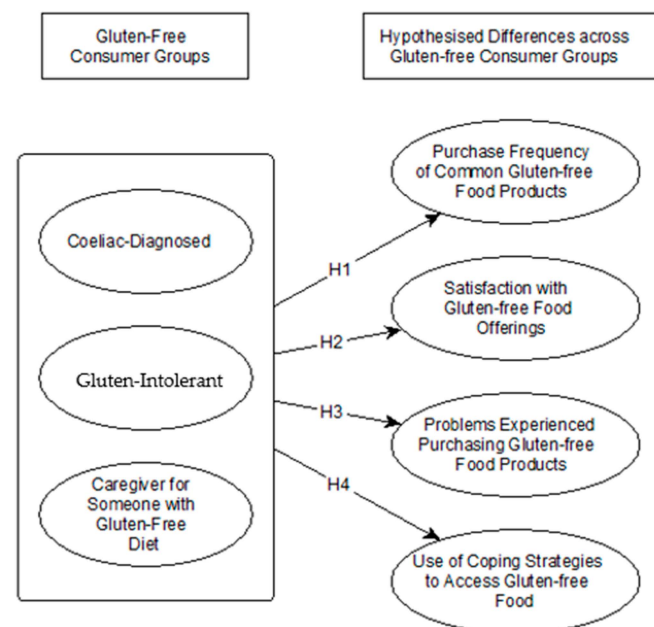 Gluten-Free
Consumer Groups
Hypothesised Differences across
Gluten-free Consumer Groups
Coeliac-Diagnosed
Gluten-Intolerant
Caregiver for
Someone with
Gluten-Free
Diet
H1
H2
H3
H4
Purchase Frequency
of Common Gluten-free
Food Products
Satisfaction with
Gluten-free Food
Offerings
Problems Experienced
Purchasing Gluten-free
Food Products
Use of Coping Strategies
to Access Gluten-free
Food